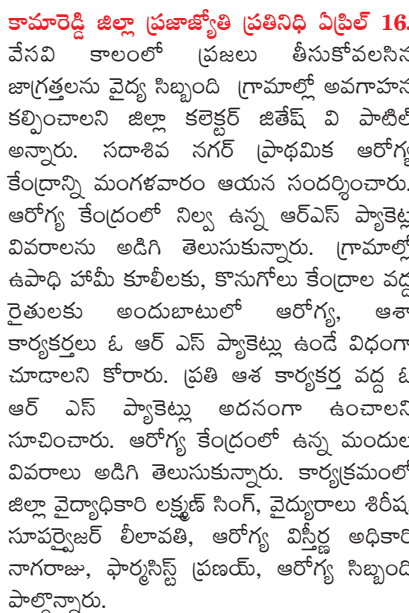 కామారెడ్డి జిల్లా ప్రజాజ్యోతి ప్రతినిధి ఏప్రిల్ 16.
వేసవి కాలంలో ప్రజలు తీసుకోవలసిన
జాగ్రత్తలను వైద్య సిబ్బంది గ్రామాల్లో అవగాహన
కల్పించాలని జిల్లా కలెక్టర్ జితేష్ వి పాటిల్
అన్నారు. సదాశివ నగర్ ప్రాథమిక ఆరోగ్య
కేంద్రాన్ని మంగళవారం ఆయన సందర్శించారు.
ఆరోగ్య కేంద్రంలో నిల్వ ఉన్న ఆర్ఎస్ ప్యాకెట్ల
వివరాలను అడిగి తెలుసుకున్నారు. గ్రామాల్లో
ఉపాధి హామీ కూలీలకు, కొనుగోలు కేంద్రాల వద్ద
రైతులకు అందుబాటులో ఆరోగ్య, ఆశా
కార్యకర్తలు ఓ ఆర్ ఎస్ ప్యాకెట్లు ఉండే విధంగా
చూడాలని కోరారు. ప్రతి ఆశ కార్యకర్త వద్ద ఓ
ఆర్ ఎస్ ప్యాకెట్లు అదనంగా ఉంచాలని
సూచించారు. ఆరోగ్య కేంద్రంలో ఉన్న మందుల
వివరాలు అడిగి తెలుసుకున్నారు. కార్యక్రమంలో
జిల్లా వైద్యాధికారి లక్ష్మణ్ సింగ్, వైద్యురాలు శిరీష,
సూపర్వైజర్ లీలావతి, ఆరోగ్య విస్తీర్ణ అధికారి
నాగరాజు, ఫార్మసిస్ట్ ప్రణయ్, ఆరోగ్య సిబ్బంది
పాల్గొన్నారు.